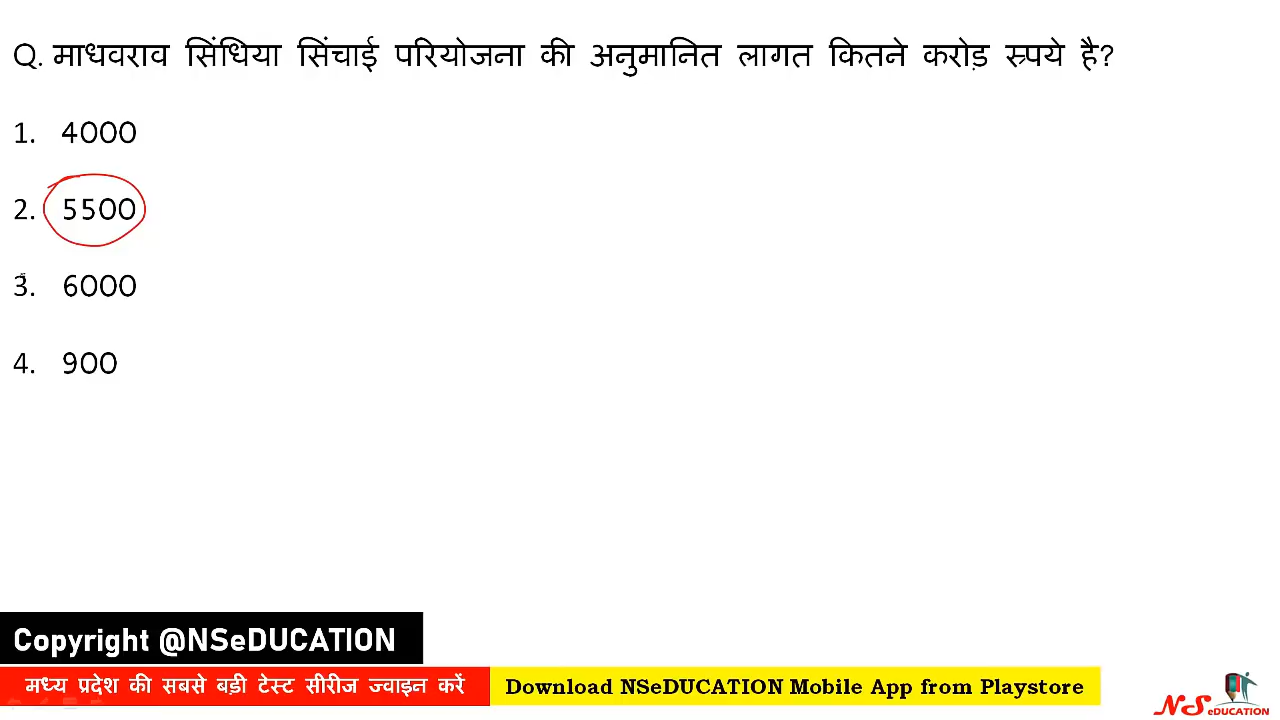 Q. माधवराव सिंधिया सिंचाई परियोजना की अनुमानित लागत कितने करोड़ रुपये है?
1. 4000
2. 5500
3. 6000
4. 900
Copyright @NSeDUCATION
मध्य प्रदेश की सबसे बड़ी टेस्ट सीरीज ज्वाइन करें
Download NSeDUCATION Mobile App from Playstore
NS eDUCATION